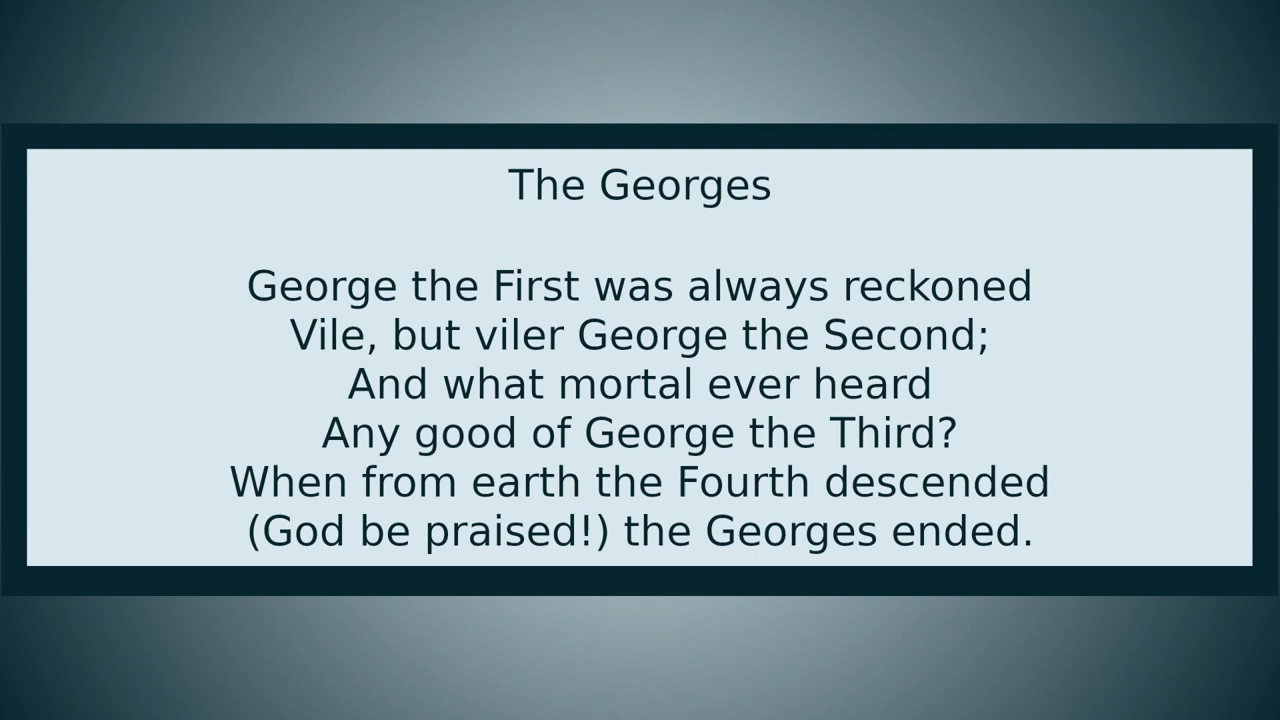 The Georges
George the First was always reckoned
Vile, but viler George the Second;
And what mortal ever heard
Any good of George the Third?
When from earth the Fourth descended
(God be praised!) the Georges ended.